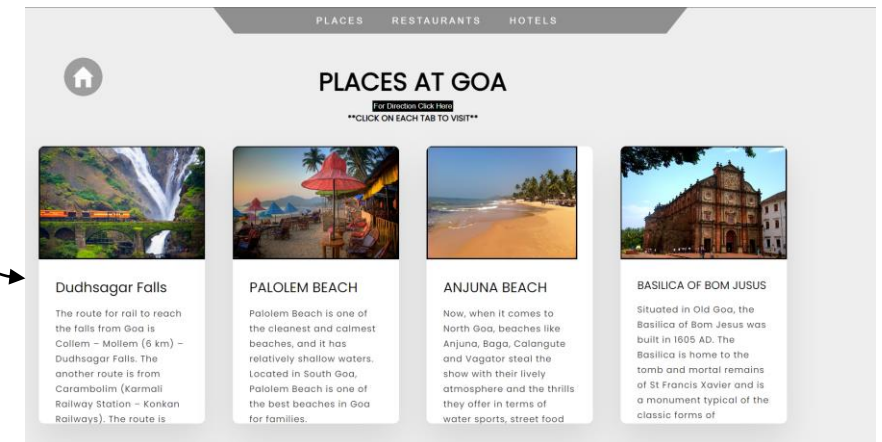 PLACES RESTAURANTS HOTELS
PLACES AT GOA
For Direction Click Here
**CLICK ON EACH TAB TO VISIT**
Dudhsagar Falls
The route for rail to reach
the falls from Goa is
Collem – Mollem (6 km) –
Dudhsagar Falls. The
another route is from
Carambolim (Karmali
Railway Station – Konkan
Railways). The route is
PALOLEM BEACH
Palolem Beach is one of
the cleanest and calmest
beaches, and it has
relatively shallow waters.
Located in South Goa,
Palolem Beach is one of
the best beaches in Goa
for families.
ANJUNA BEACH
Now, when it comes to
North Goa, beaches like
Anjuna, Baga, Calangute
and Vagator steal the
show with their lively
atmosphere and the thrills
they offer in terms of
water sports, street food
BASILICA OF BOM JUSUS
Situated in Old Goa, the
Basilica of Bom Jesus was
built in 1605 AD. The
Basilica is home to the
tomb and mortal remains
of St Francis Xavier and is
a monument typical of the
classic forms of